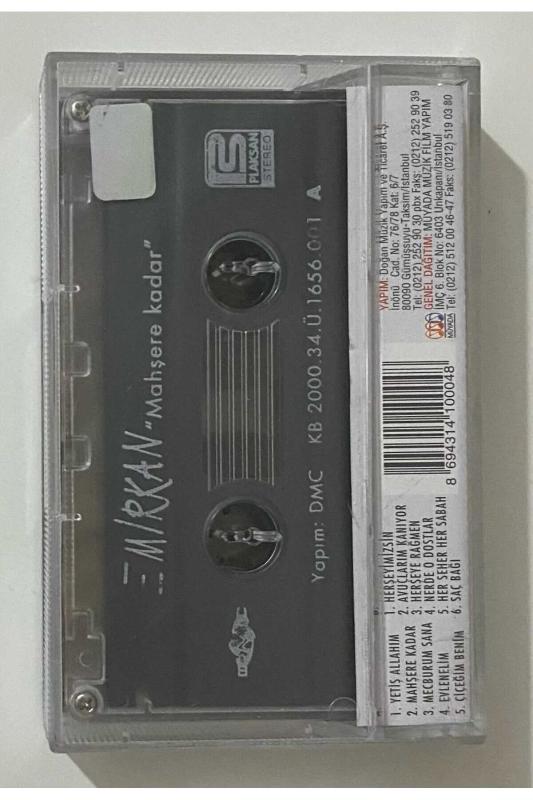 MİRKAN "Mahşere kadar"
PLAKSAN
STEREO
Yapım: DMC KB 2000.34.Ü.1656.001 A
1. YETİŞ ALLAHIM
2. MAHŞERE KADAR
3. MECBURUM SANA
4. EVLENELİM
5. ÇİÇEĞİM BENİM
1. HERŞEYİMİZSİN
2. AVUÇLARIM KANIYOR
3. HERŞEYE RAĞMEN
4. NERDE O DOSTLAR
5. HER SEHER HER SABAH
6. SAÇ BAĞI
8 694314 100048
YAPIM: Doğan Müzik Yapım ve Ticaret A.Ş.
İnönü Cad. No: 76/78 Kat: 6/7
80090 Gümüşsuyu-Taksim/İstanbul
Tel: (0212) 252 90 30 pbx Faks: (0212) 252 90 39
GENEL DAĞITIM: MÜYADA MÜZİK FİLM YAPIM
İMÇ 6. Blok No: 6403 Unkapanı/İstanbul
Tel: (0212) 512 00 46-47 Faks: (0212) 519 03 80
MÜYADA